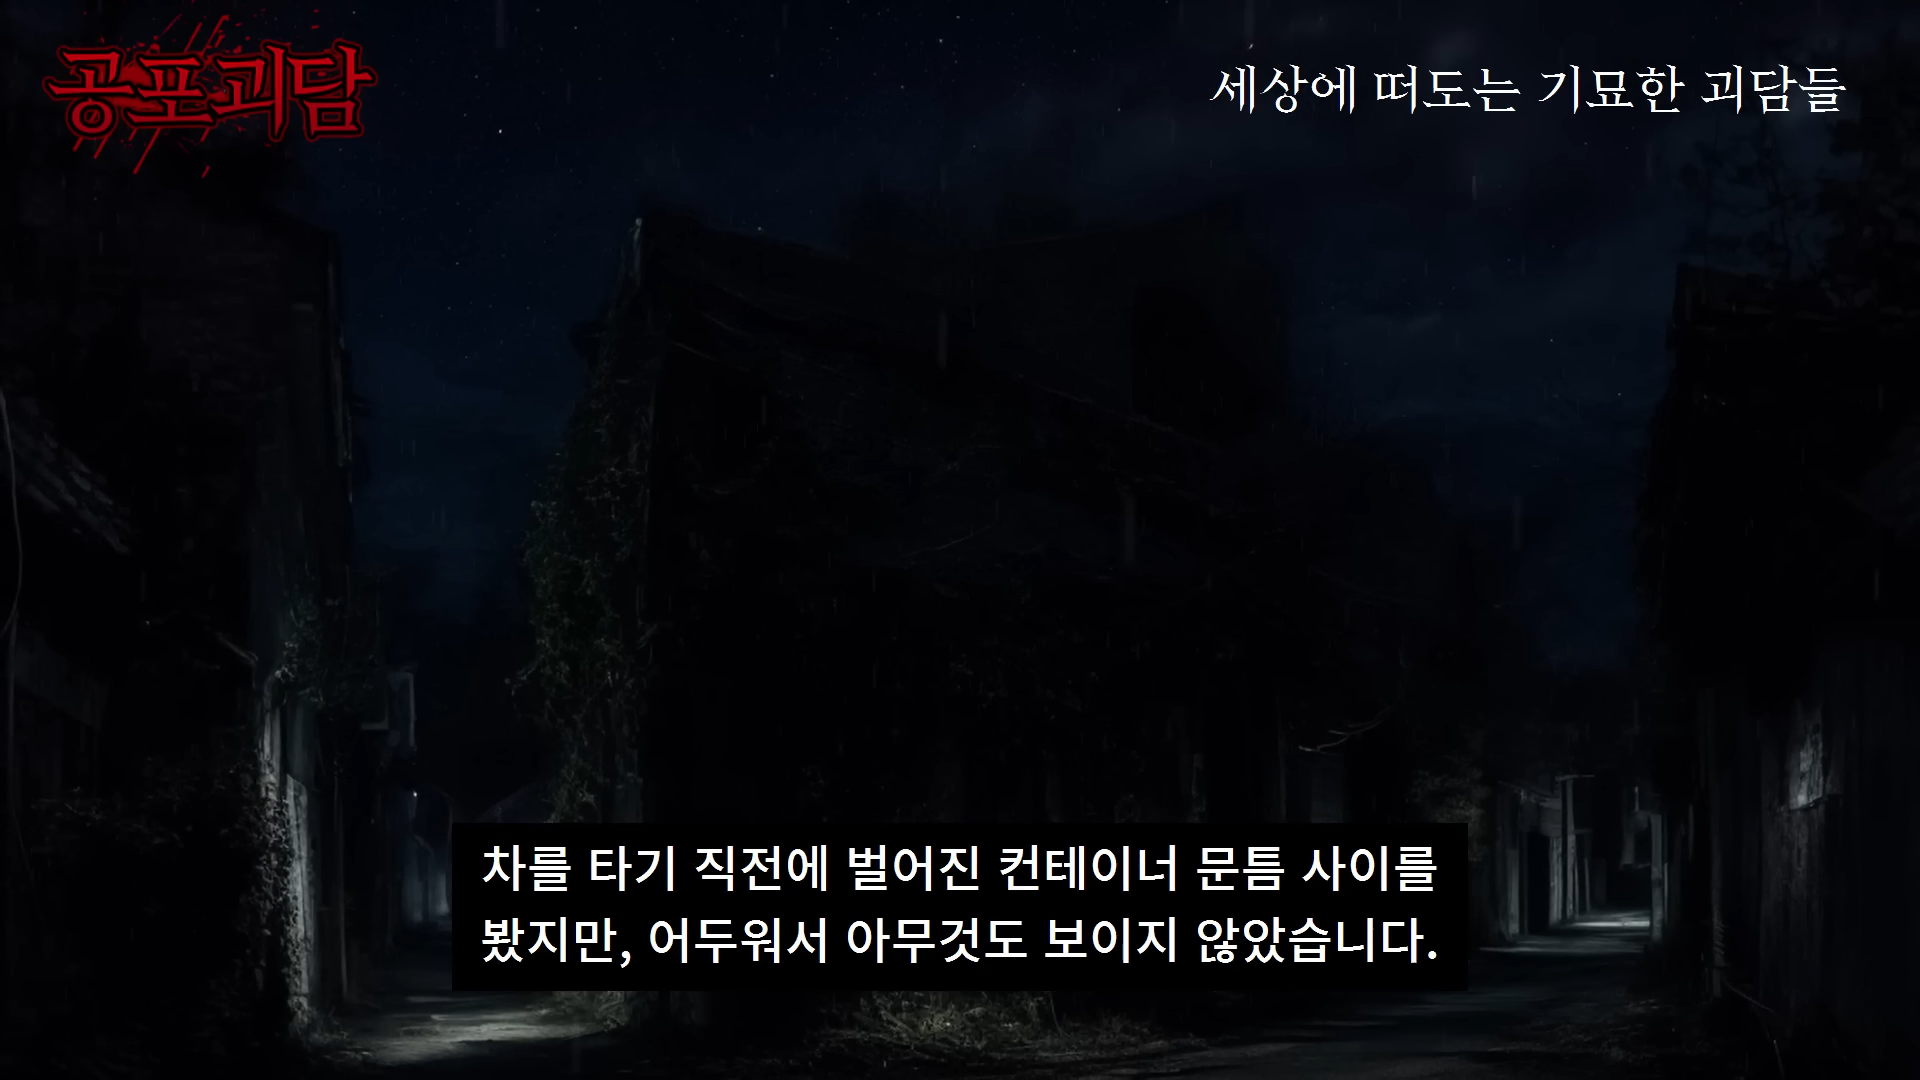 공포괴담
세상에 떠도는 기묘한 괴담들
차를 타기 직전에 벌어진 컨테이너 문틈 사이를
봤지만, 어두워서 아무것도 보이지 않았습니다.